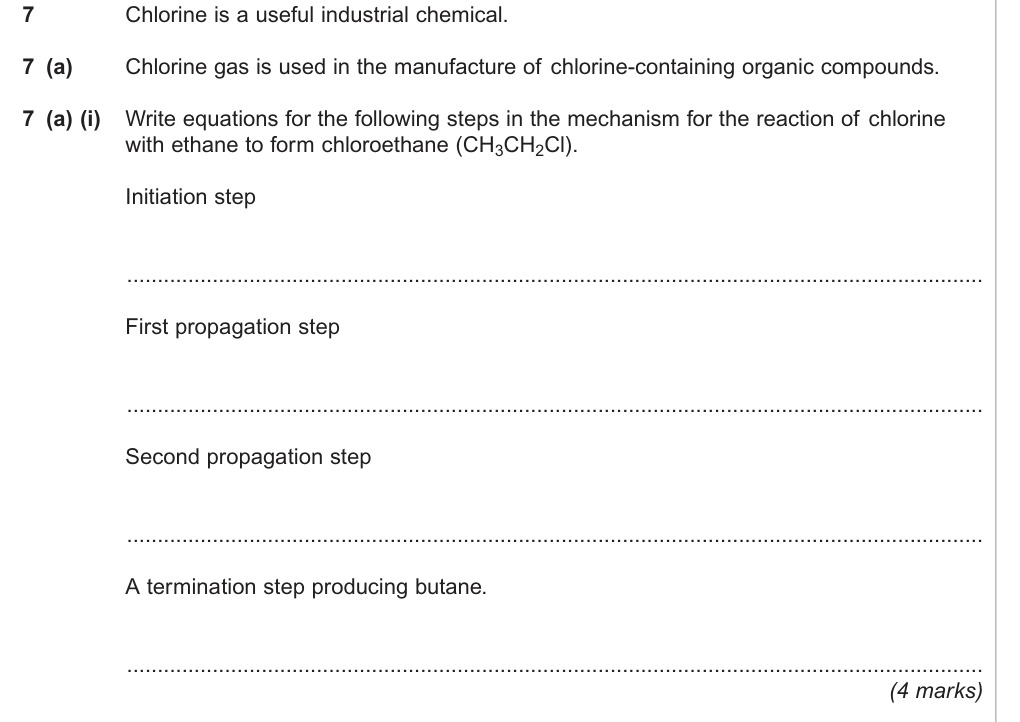 7 Chlorine is a useful industrial chemical.
7 (a) Chlorine gas is used in the manufacture of chlorine-containing organic compounds.
7 (a) (i) Write equations for the following steps in the mechanism for the reaction of chlorine
with ethane to form chloroethane (CH₃CH₂Cl).
Initiation step
First propagation step
Second propagation step
A termination step producing butane.
(4 marks)